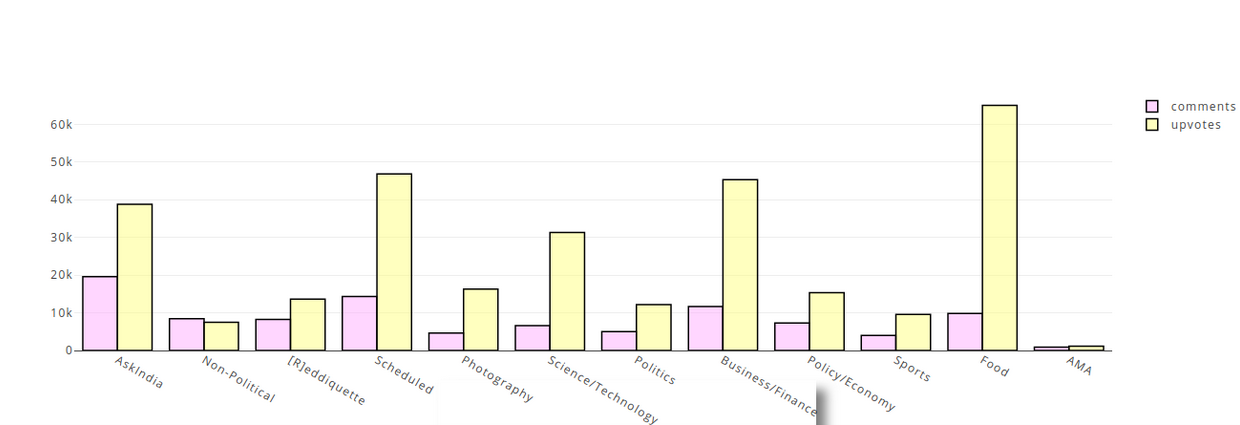 comments
upvotes
60k
50k
40k
30k
20k
10k
0
AskIndia
Non-Political
[R]eddiquette
Scheduled
Photography
Science/Technology
Politics
Business/Finance
Policy/Economy
Sports
Food
AMA